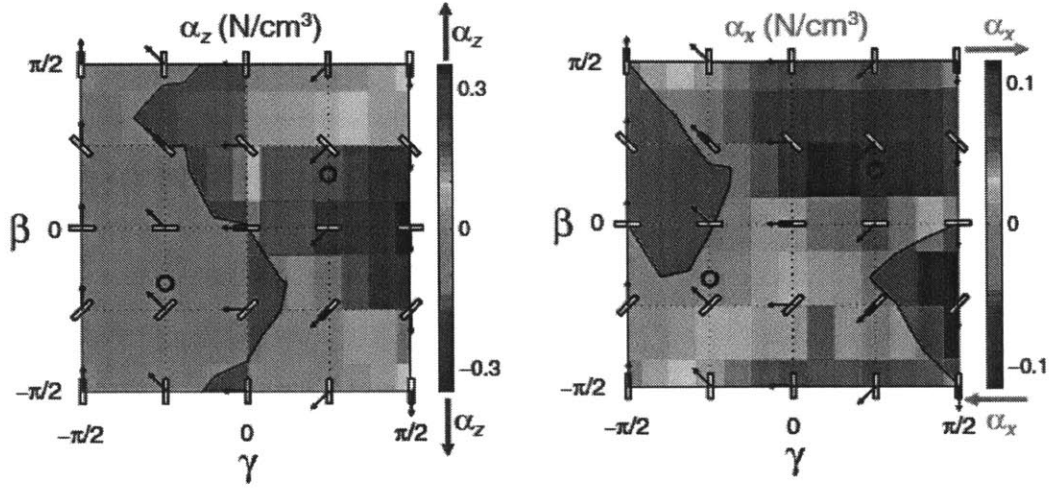 α_z (N/cm³)
α_z
π/2
0.3
β 0
0
−π/2
−0.3
−π/2
0
π/2
α_z
γ
α_x (N/cm³)
α_x
π/2
0.1
β 0
0
−π/2
−0.1
−π/2
0
π/2
α_x
γ